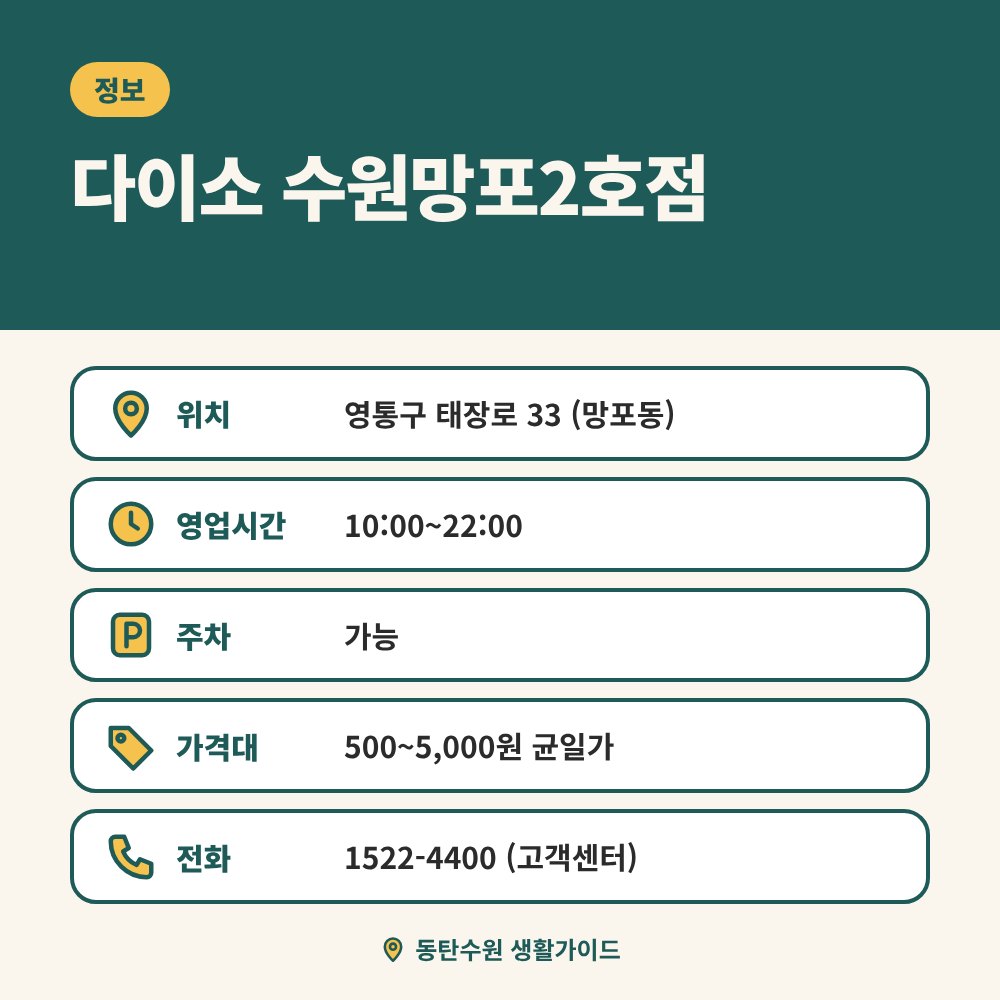 정보
다이소 수원망포2호점
위치 영통구 태장로 33 (망포동)
영업시간 10:00~22:00
P 주차 가능
가격대 500~5,000원 균일가
전화 1522-4400 (고객센터)
동탄수원 생활가이드